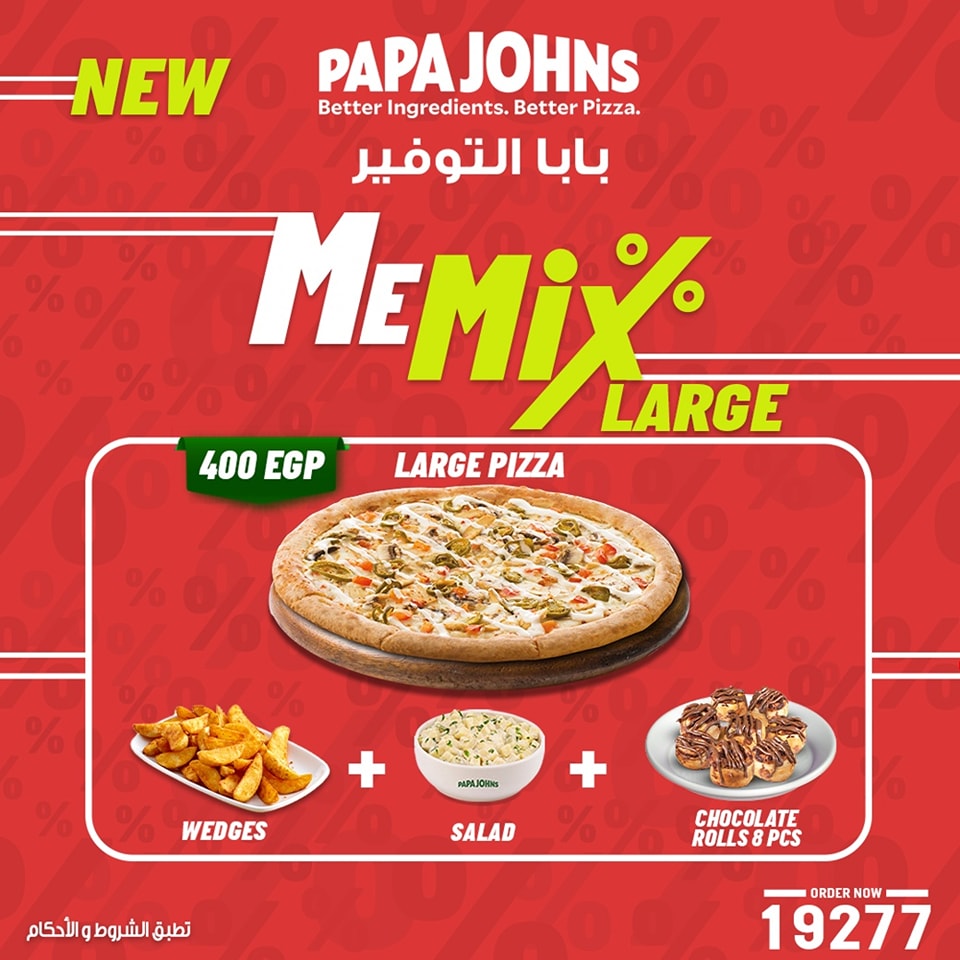 NEW
PAPA JOHNS
Better Ingredients. Better Pizza.
بابا التوفير
MEMiX%
LARGE
400 EGP
LARGE PIZZA
PAPA JOHNS
WEDGES
+
SALAD
+
CHOCOLATE
ROLLS 8 PCS
تطبق الشروط و الأحكام
ORDER NOW
19277